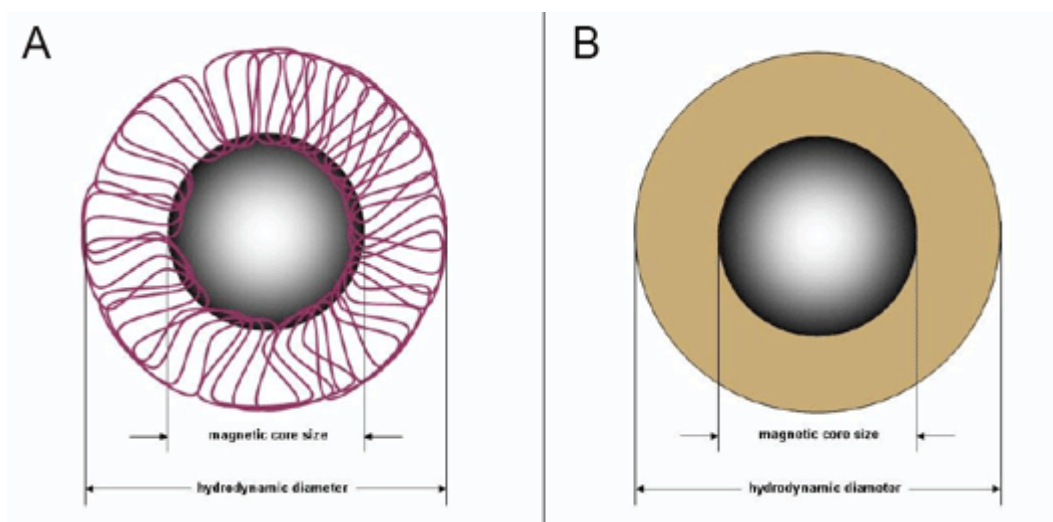 A
magnetic core size
hydrodynamic diameter
B
magnetic core size
hydrodynamic diameter